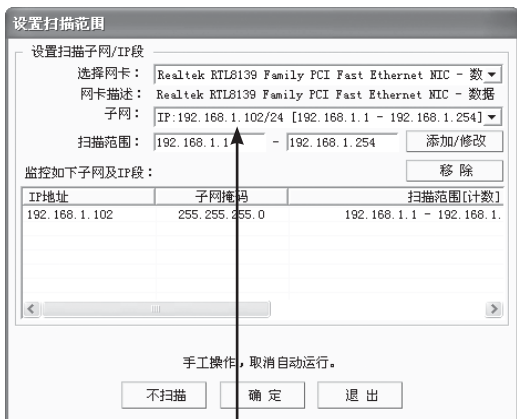 设置扫描范围
设置扫描子网/IP段
选择网卡： Realtek RTL8139 Family PCI Fast Ethernet NIC - 数
网卡描述： Realtek RTL8139 Family PCI Fast Ethernet NIC - 数据
子网： IP:192.168.1.102/24 [192.168.1.1 - 192.168.1.254]
扫描范围： 192.168.1.1 - 192.168.1.254 添加/修改
监控如下子网及IP段： 移 除
IP地址 子网掩码 扫描范围[计数]
192.168.1.102 255.255.255.0 192.168.1.1 - 192.168.1.
手工操作，取消自动运行。
不扫描 确 定 退 出